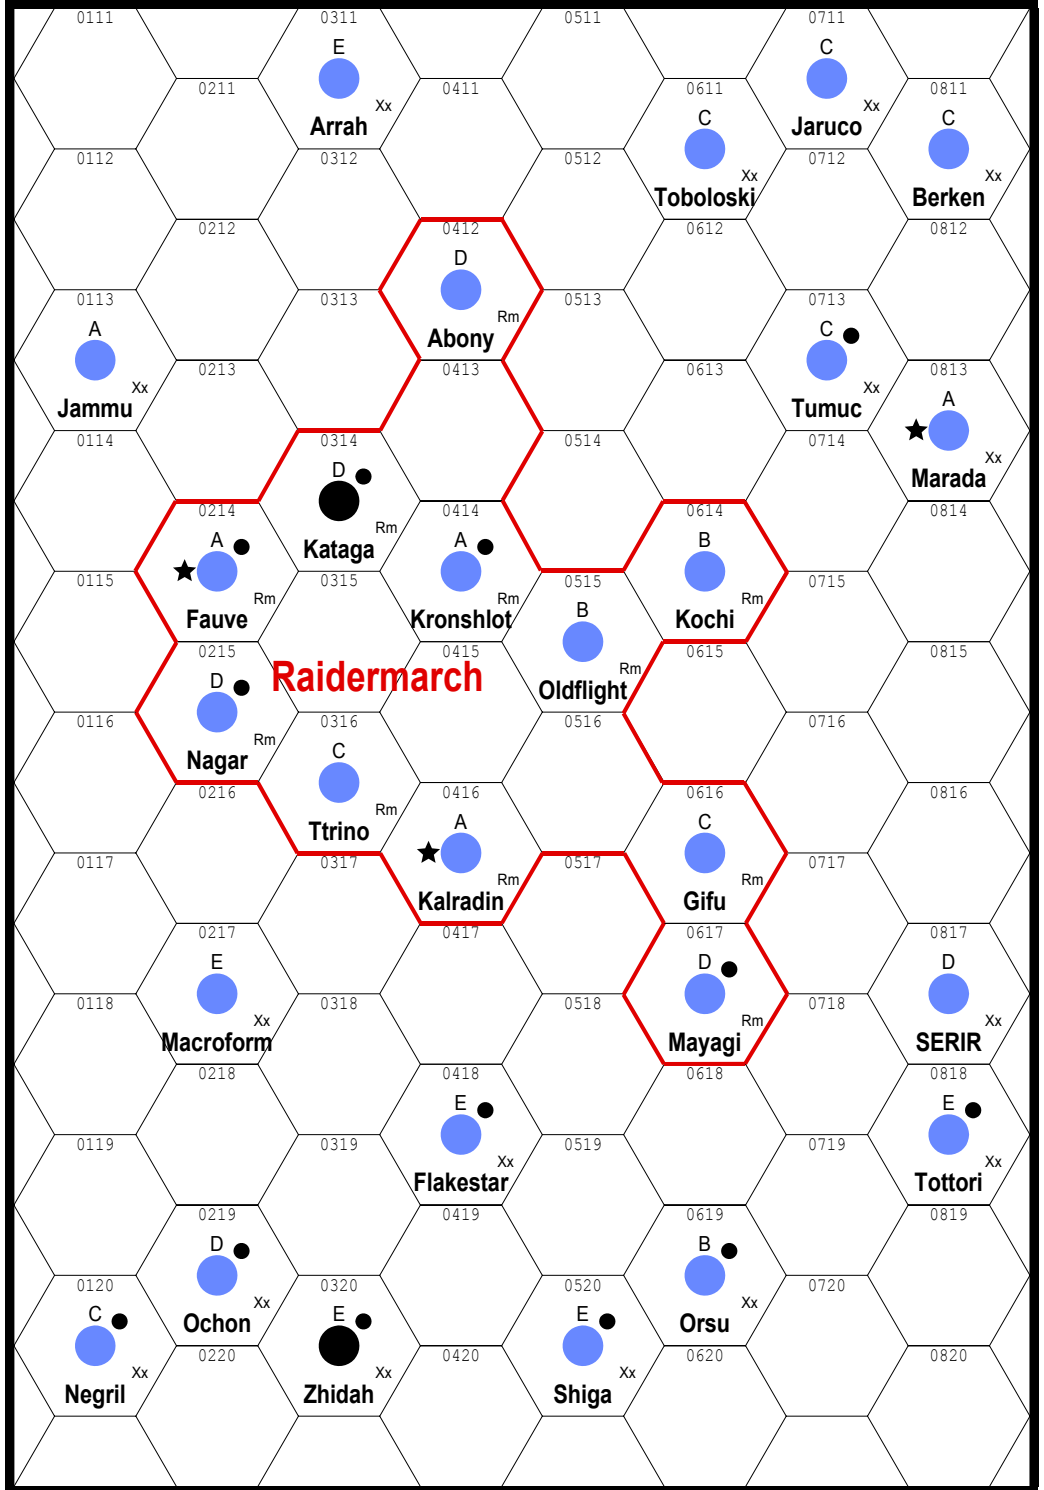 0111
0311
0511
0711
E
C
0211
0411
0611
0811
Xx
Xx
C
C
Arrah
Jaruco
0112
0312
0512
0712
Xx
Xx
Toboloski
Berken
0212
0412
0612
0812
D
0113
0313
0513
0713
A
Rm
C
Abony
0213
0413
0613
0813
Xx
Xx
A
Jammu
Tumuc
0114
0314
0514
0714
Xx
D
Marada
0214
0414
0614
0814
Rm
A
A
B
Kataga
0115
0315
0515
0715
Rm
Rm
B
Rm
Fauve
Kronshlot
Kochi
0215
0415
0615
0815
Rm
Raidermarch
D
Oldflight
0116
0316
0516
0716
Rm
C
Nagar
0216
0416
0616
0816
Rm
A
C
Ttrino
0117
0317
0517
0717
Rm
Rm
Kalradin
Gifu
0217
0417
0617
0817
E
D
D
0118
0318
0518
0718
Xx
Rm
Xx
Macroform
Mayagi
SERIR
0218
0418
0618
0818
E
E
0119
0319
0519
0719
Xx
Xx
Flakestar
Tottori
0219
0419
0619
0819
D
B
0120
0320
0520
0720
Xx
Xx
C
E
E
Ochon
Orsu
0220
0420
0620
0820
Xx
Xx
Xx
Negril
Zhidah
Shiga